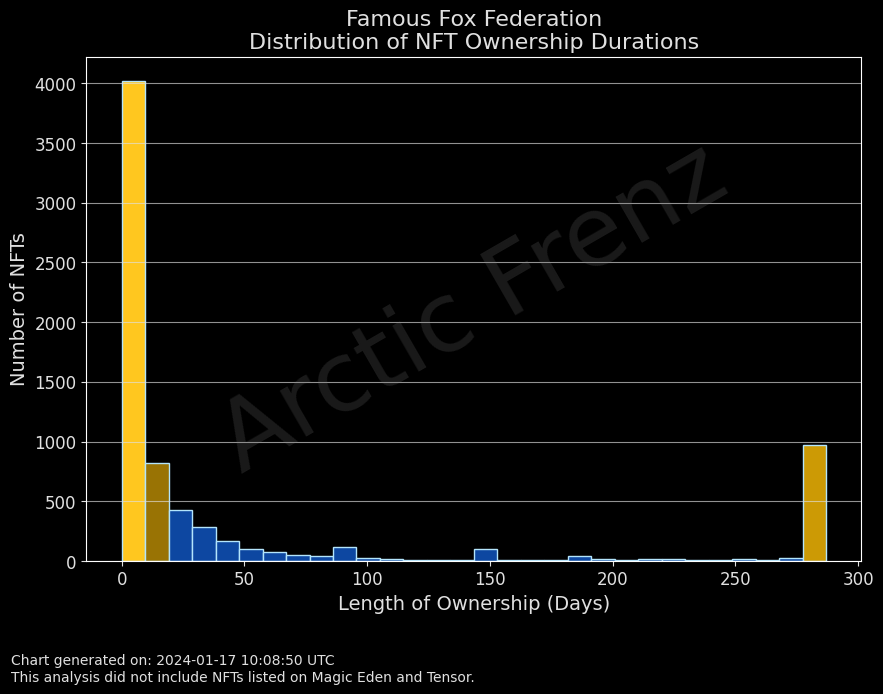 Famous Fox Federation
Distribution of NFT Ownership Durations
4000
3500
3000
2500
2000
1500
1000
500
0
Number of NFTs
Arctic Frenz
0 50 100 150 200 250 300
Length of Ownership (Days)
Chart generated on: 2024-01-17 10:08:50 UTC
This analysis did not include NFTs listed on Magic Eden and Tensor.